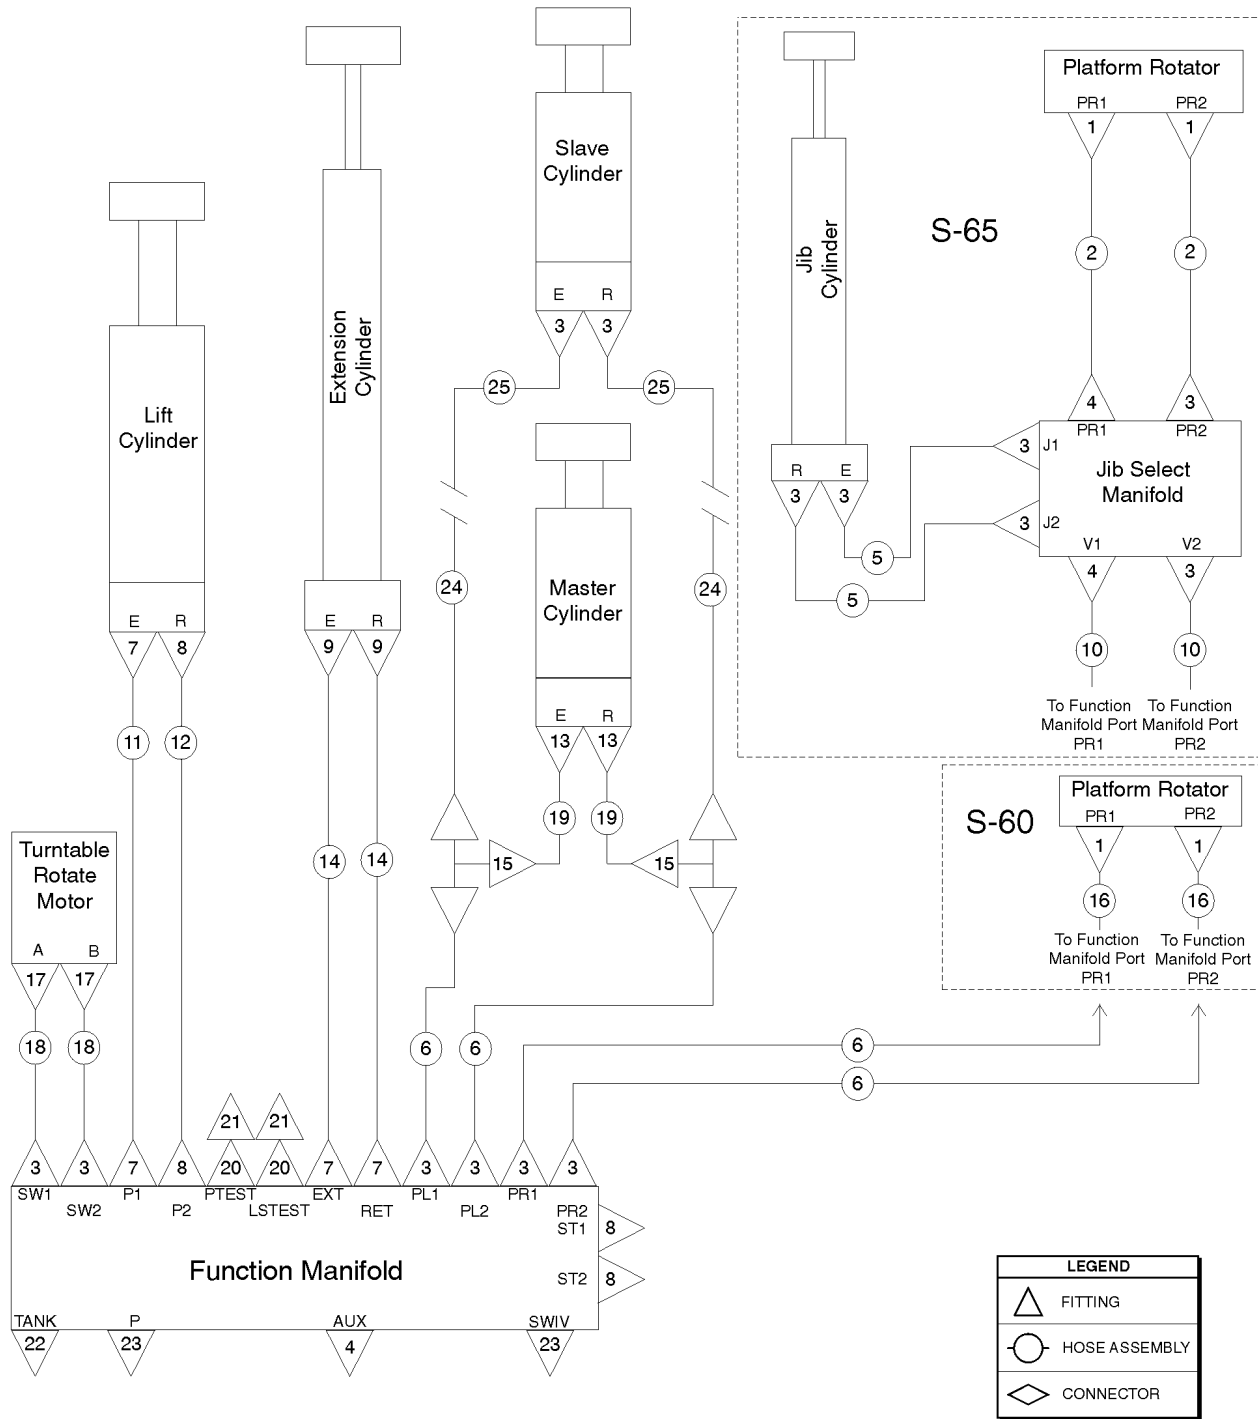 Slave
Cylinder
E R
3 3
25 25
24 24
Extension
Cylinder
E R
9 9
14 14
Lift
Cylinder
E R
7 8
11 12
Master
Cylinder
E R
13 13
19 19
15 15
6 6
Turntable
Rotate
Motor
A B
17 17
18 18
S-65
Jib
Cylinder
R E
3 3
5
5
Platform Rotator
PR1 PR2
1 1
2 2
4 3
PR1 PR2
3 J1
Jib Select
Manifold
3 J2
V1 V2
4 3
10 10
To Function
Manifold Port
PR1
To Function
Manifold Port
PR2
S-60
Platform Rotator
PR1 PR2
1 1
16 16
To Function
Manifold Port
PR1
To Function
Manifold Port
PR2
6
6
21 21
3 3 7 8 20 20 7 7 3 3 3 3
SW1 P1 PTEST EXT PL1 PR1
SW2 P2 LSTEST RET PL2 PR2
ST1 8
Function Manifold
ST2 8
TANK P AUX SWIV
22 23 4 23
LEGEND
FITTING
HOSE ASSEMBLY
CONNECTOR